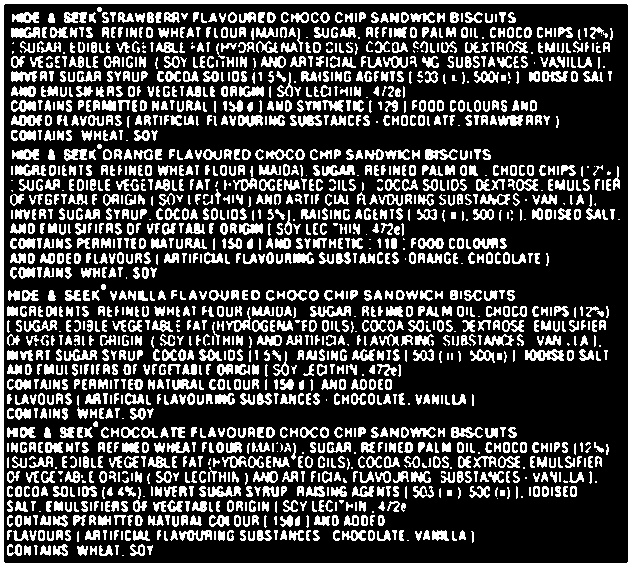 HIDE & SEEK® STRAWBERRY FLAVOURED CHOCO CHIP SANDWICH BISCUITS
INGREDIENTS REFINED WHEAT FLOUR (MAIDA), SUGAR, REFINED PALM OIL, CHOCO CHIPS (12%)
[ SUGAR, EDIBLE VEGETABLE FAT (HYDROGENATED OILS), COCOA SOLIDS, DEXTROSE, EMULSIFIER
OF VEGETABLE ORIGIN ( SOY LECITHIN ) AND ARTIFICIAL FLAVOURING SUBSTANCES - VANILLA ],
INVERT SUGAR SYRUP, COCOA SOLIDS (1.5%), RAISING AGENTS [ 503 (ii), 500(ii) ], IODISED SALT
AND EMULSIFIERS OF VEGETABLE ORIGIN [ SOY LECITHIN, 472e]
CONTAINS PERMITTED NATURAL [ 150 d ] AND SYNTHETIC [ 129 ] FOOD COLOURS AND
ADDED FLAVOURS [ ARTIFICIAL FLAVOURING SUBSTANCES - CHOCOLATE, STRAWBERRY ]
CONTAINS WHEAT, SOY
HIDE & SEEK® ORANGE FLAVOURED CHOCO CHIP SANDWICH BISCUITS
INGREDIENTS REFINED WHEAT FLOUR ( MAIDA), SUGAR, REFINED PALM OIL, CHOCO CHIPS (12%)
[ SUGAR, EDIBLE VEGETABLE FAT ( HYDROGENATED OILS ), COCOA SOLIDS, DEXTROSE, EMULSIFIER
OF VEGETABLE ORIGIN ( SOY LECITHIN ) AND ARTIFICIAL FLAVOURING SUBSTANCES - VANILLA ],
INVERT SUGAR SYRUP, COCOA SOLIDS (1.5%), RAISING AGENTS [ 503 (ii), 500 (ii) ], IODISED SALT,
AND EMULSIFIERS OF VEGETABLE ORIGIN [ SOY LECITHIN, 472e]
CONTAINS PERMITTED NATURAL [ 150 d ] AND SYNTHETIC [ 110 ] FOOD COLOURS
AND ADDED FLAVOURS [ ARTIFICIAL FLAVOURING SUBSTANCES - ORANGE, CHOCOLATE ]
CONTAINS WHEAT, SOY
HIDE & SEEK® VANILLA FLAVOURED CHOCO CHIP SANDWICH BISCUITS
INGREDIENTS REFINED WHEAT FLOUR (MAIDA), SUGAR, REFINED PALM OIL, CHOCO CHIPS (12%)
[ SUGAR, EDIBLE VEGETABLE FAT (HYDROGENATED OILS), COCOA SOLIDS, DEXTROSE, EMULSIFIER
OF VEGETABLE ORIGIN ( SOY LECITHIN ) AND ARTIFICIAL FLAVOURING SUBSTANCES - VANILLA ],
INVERT SUGAR SYRUP, COCOA SOLIDS (1.5%), RAISING AGENTS [ 503 (ii), 500(ii) ] IODISED SALT
AND EMULSIFIERS OF VEGETABLE ORIGIN [ SOY LECITHIN, 472e]
CONTAINS PERMITTED NATURAL COLOUR [ 150 d ] AND ADDED
FLAVOURS [ ARTIFICIAL FLAVOURING SUBSTANCES - CHOCOLATE, VANILLA ]
CONTAINS WHEAT, SOY
HIDE & SEEK® CHOCOLATE FLAVOURED CHOCO CHIP SANDWICH BISCUITS
INGREDIENTS REFINED WHEAT FLOUR (MAIDA), SUGAR, REFINED PALM OIL, CHOCO CHIPS (12%)
[SUGAR, EDIBLE VEGETABLE FAT (HYDROGENATED OILS), COCOA SOLIDS, DEXTROSE, EMULSIFIER
OF VEGETABLE ORIGIN ( SOY LECITHIN ) AND ARTIFICIAL FLAVOURING SUBSTANCES - VANILLA ],
COCOA SOLIDS (4.4%), INVERT SUGAR SYRUP, RAISING AGENTS [ 503 (ii), 500 (ii) ], IODISED
SALT, EMULSIFIERS OF VEGETABLE ORIGIN [ SOY LECITHIN, 472e
CONTAINS PERMITTED NATURAL COLOUR [ 150d ] AND ADDED
FLAVOURS [ ARTIFICIAL FLAVOURING SUBSTANCES CHOCOLATE, VANILLA ]
CONTAINS WHEAT, SOY